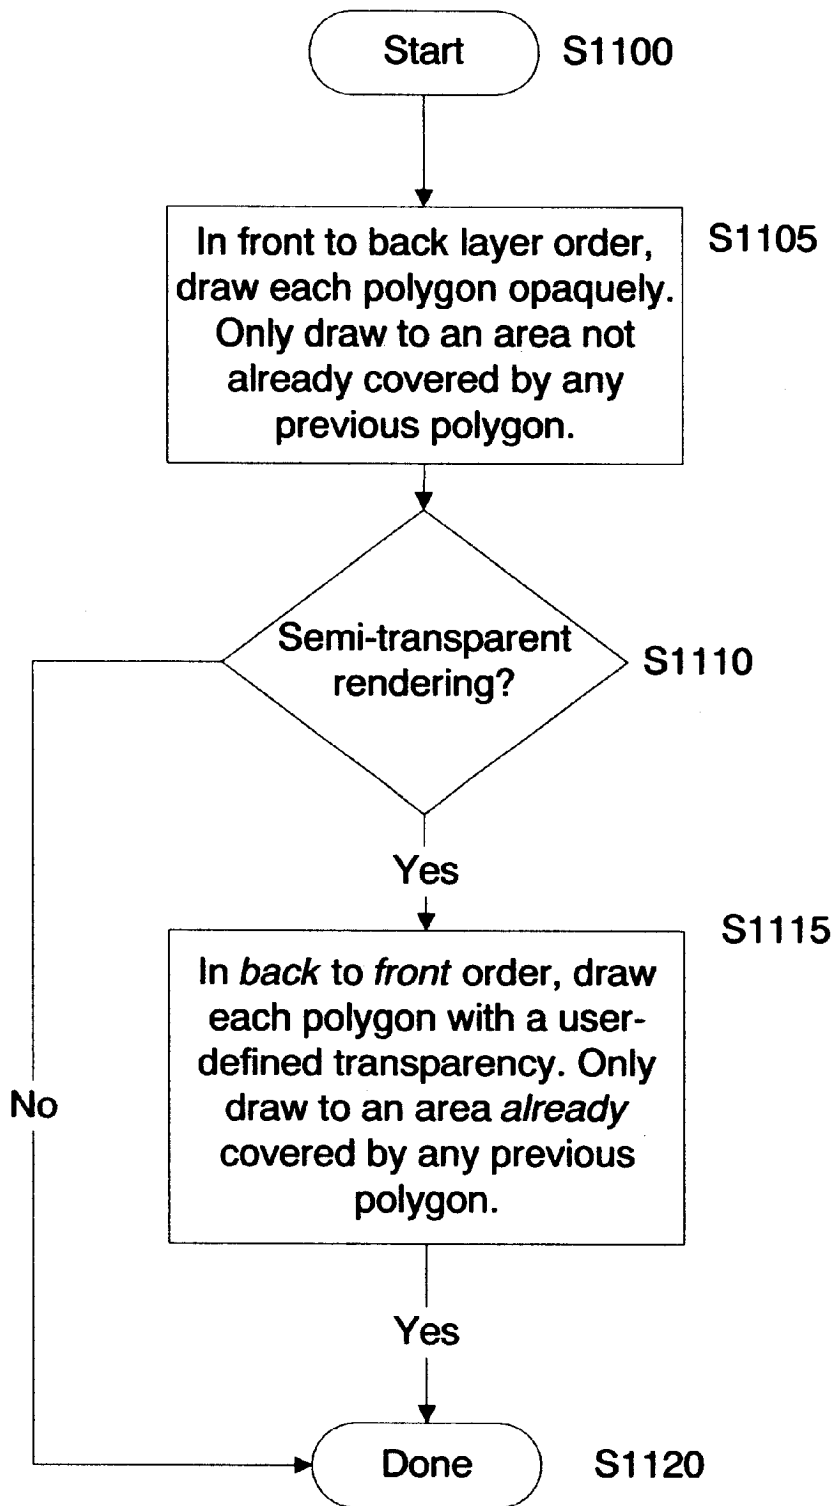 Start S1100
In front to back layer order, S1105
draw each polygon opaquely.
Only draw to an area not
already covered by any
previous polygon.
Semi-transparent
rendering?
S1110
Yes
S1115
In back to front order, draw
each polygon with a user-
defined transparency. Only
draw to an area already
covered by any previous
polygon.
No
Yes
Done S1120